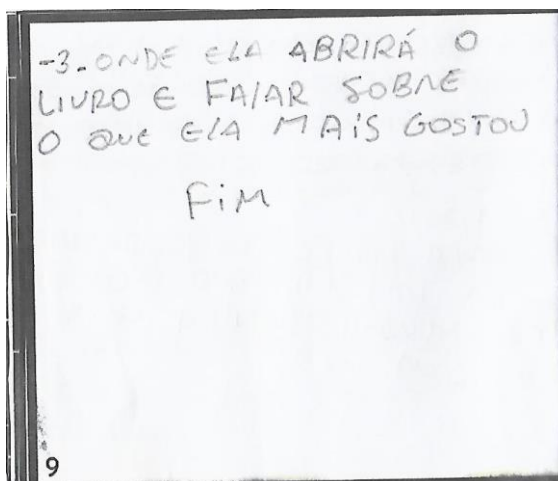 -3. ONDE ELA ABRIRÁ O
LIVRO E FALAR SOBRE
O QUE ELA MAIS GOSTOU
FIM
9